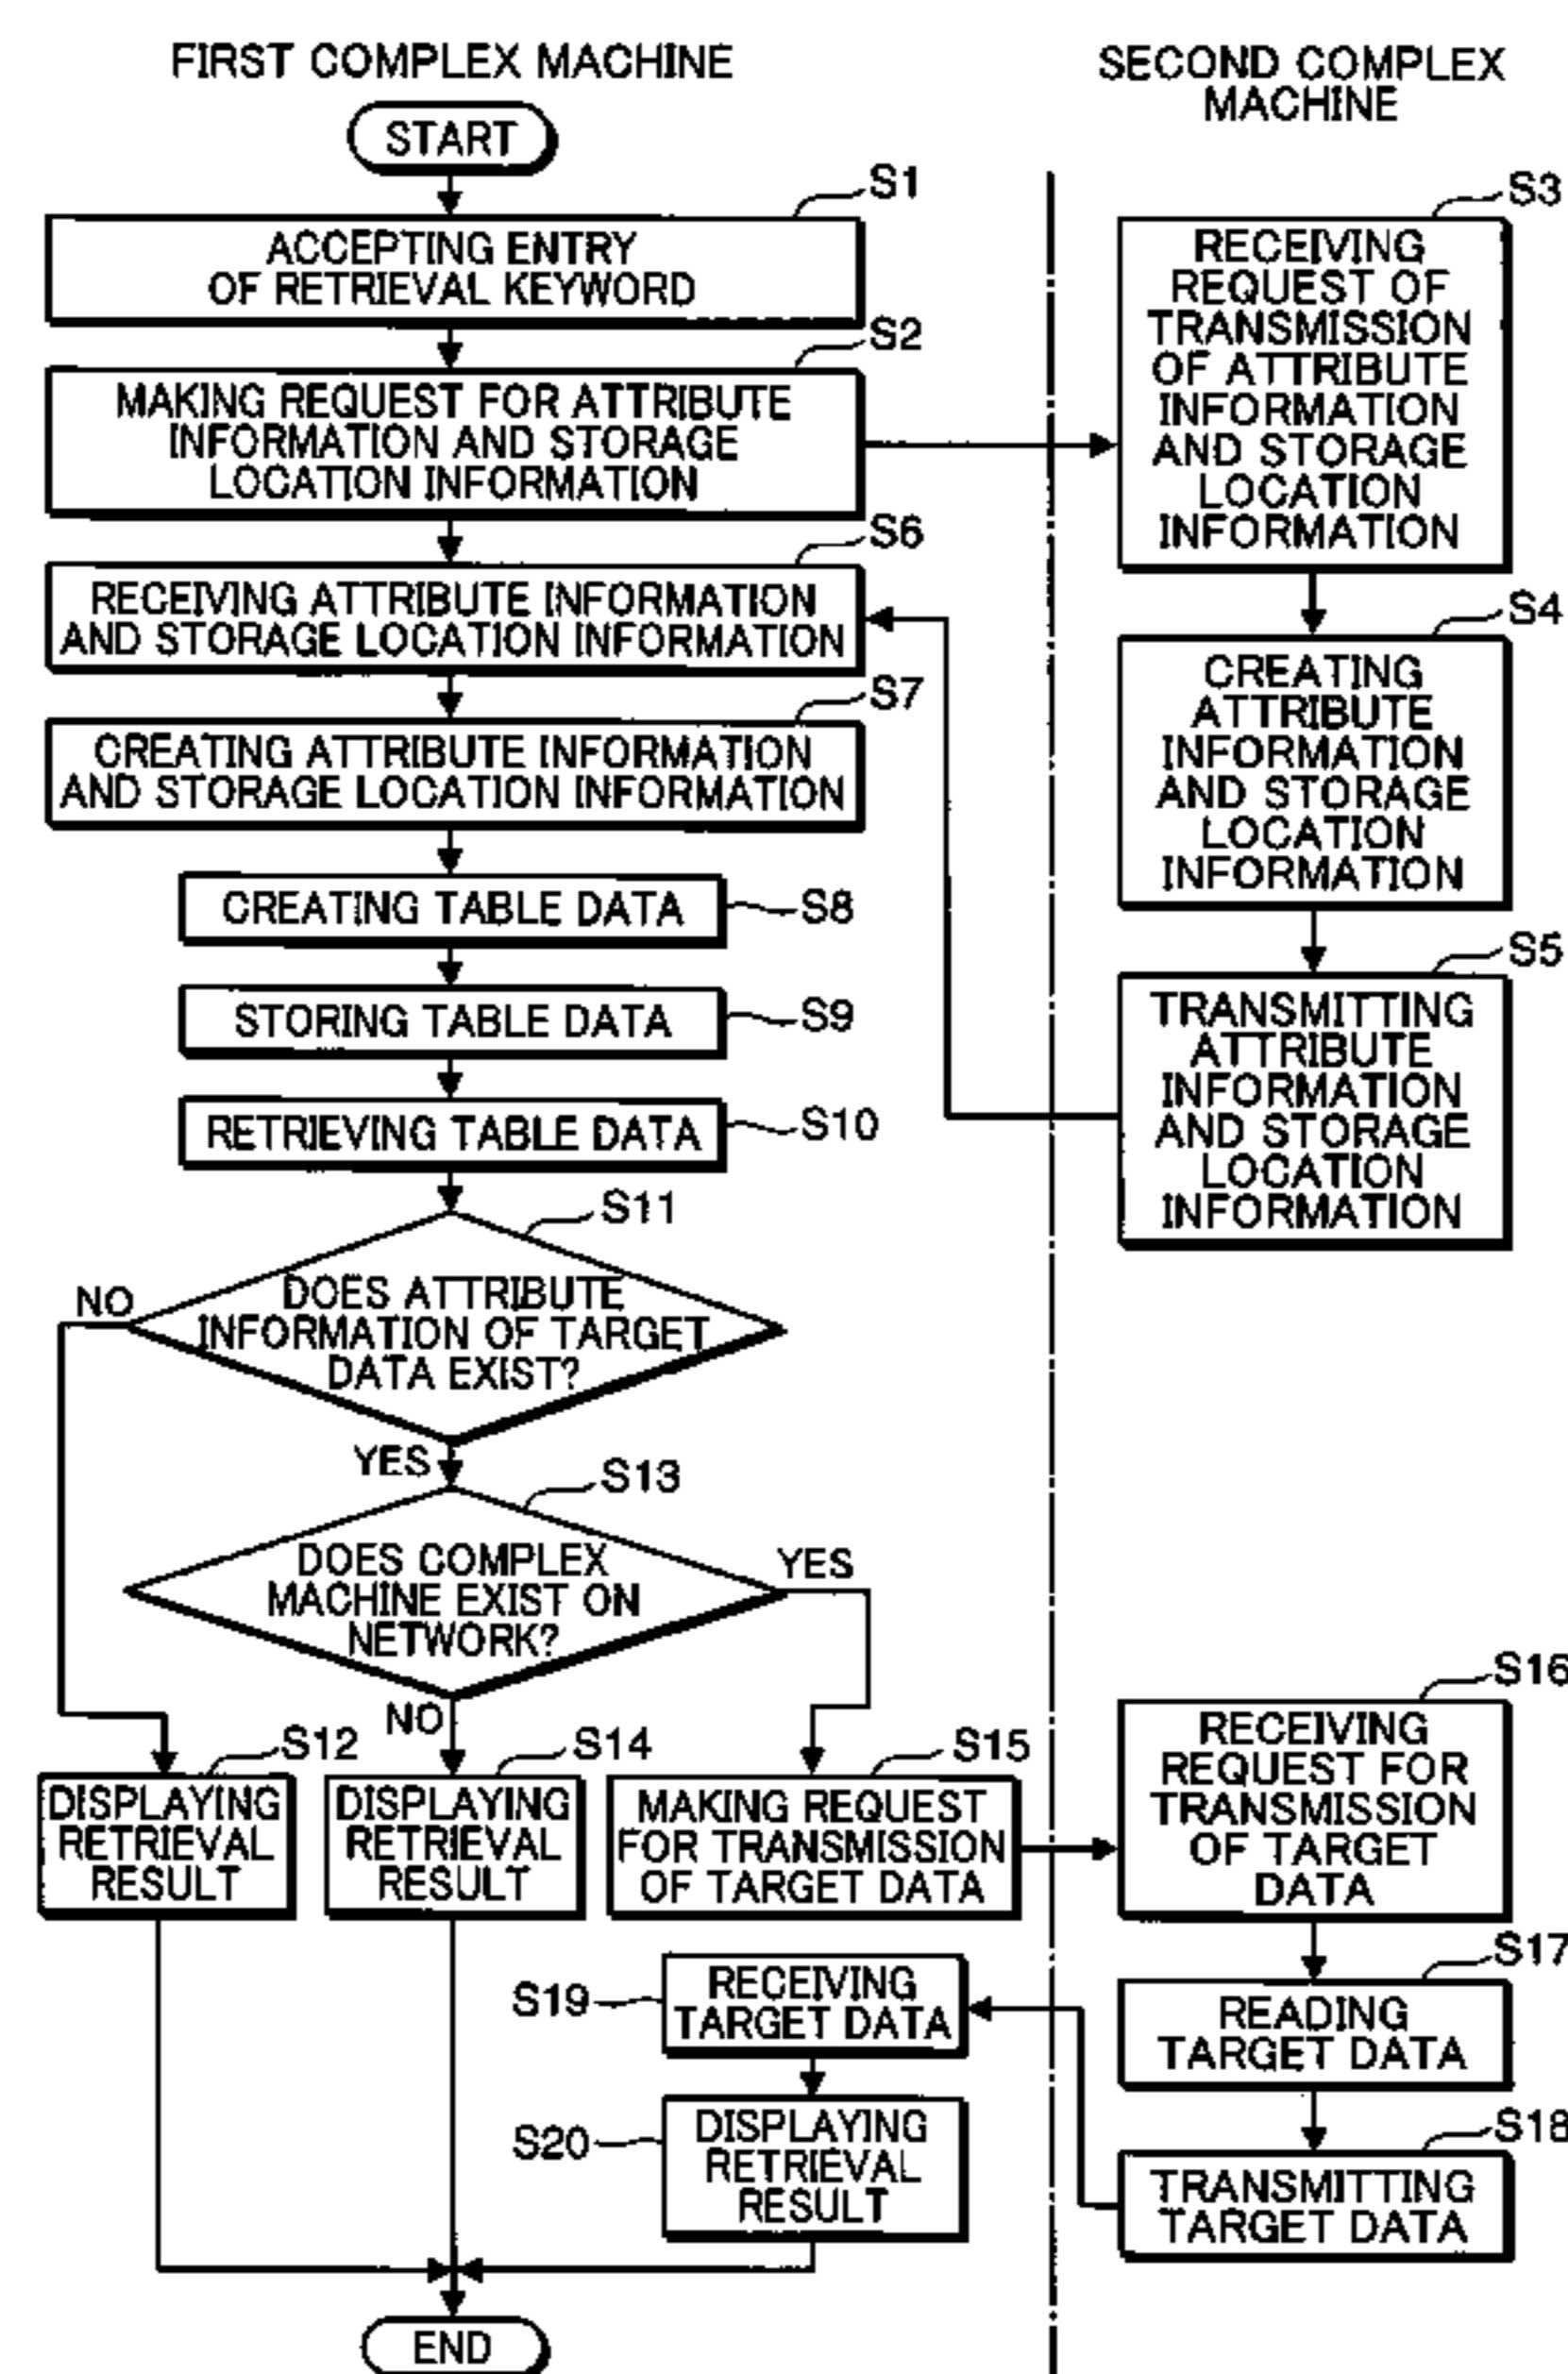 FIRST COMPLEX MACHINE
SECOND COMPLEX
MACHINE
START
S1
ACCEPTING ENTRY
OF RETRIEVAL KEYWORD
S2
MAKING REQUEST FOR ATTRIBUTE
INFORMATION AND STORAGE
LOCATION INFORMATION
S3
RECEIVING
REQUEST OF
TRANSMISSION
OF ATTRIBUTE
INFORMATION
AND STORAGE
LOCATION
INFORMATION
S4
CREATING
ATTRIBUTE
INFORMATION
AND STORAGE
LOCATION
INFORMATION
S5
TRANSMITTING
ATTRIBUTE
INFORMATION
AND STORAGE
LOCATION
INFORMATION
S6
RECEIVING ATTRIBUTE INFORMATION
AND STORAGE LOCATION INFORMATION
S7
CREATING ATTRIBUTE INFORMATION
AND STORAGE LOCATION INFORMATION
CREATING TABLE DATA
S8
STORING TABLE DATA
S9
RETRIEVING TABLE DATA
S10
S11
NO
DOES ATTRIBUTE
INFORMATION OF TARGET
DATA EXIST?
YES
S13
DOES COMPLEX
MACHINE EXIST ON
NETWORK?
YES
NO
S12
DISPLAYING
RETRIEVAL
RESULT
S14
DISPLAYING
RETRIEVAL
RESULT
S15
MAKING REQUEST
FOR TRANSMISSION
OF TARGET DATA
S16
RECEIVING
REQUEST FOR
TRANSMISSION
OF TARGET
DATA
S17
READING
TARGET DATA
S18
TRANSMITTING
TARGET DATA
S19
RECEIVING
TARGET DATA
S20
DISPLAYING
RETRIEVAL
RESULT
END